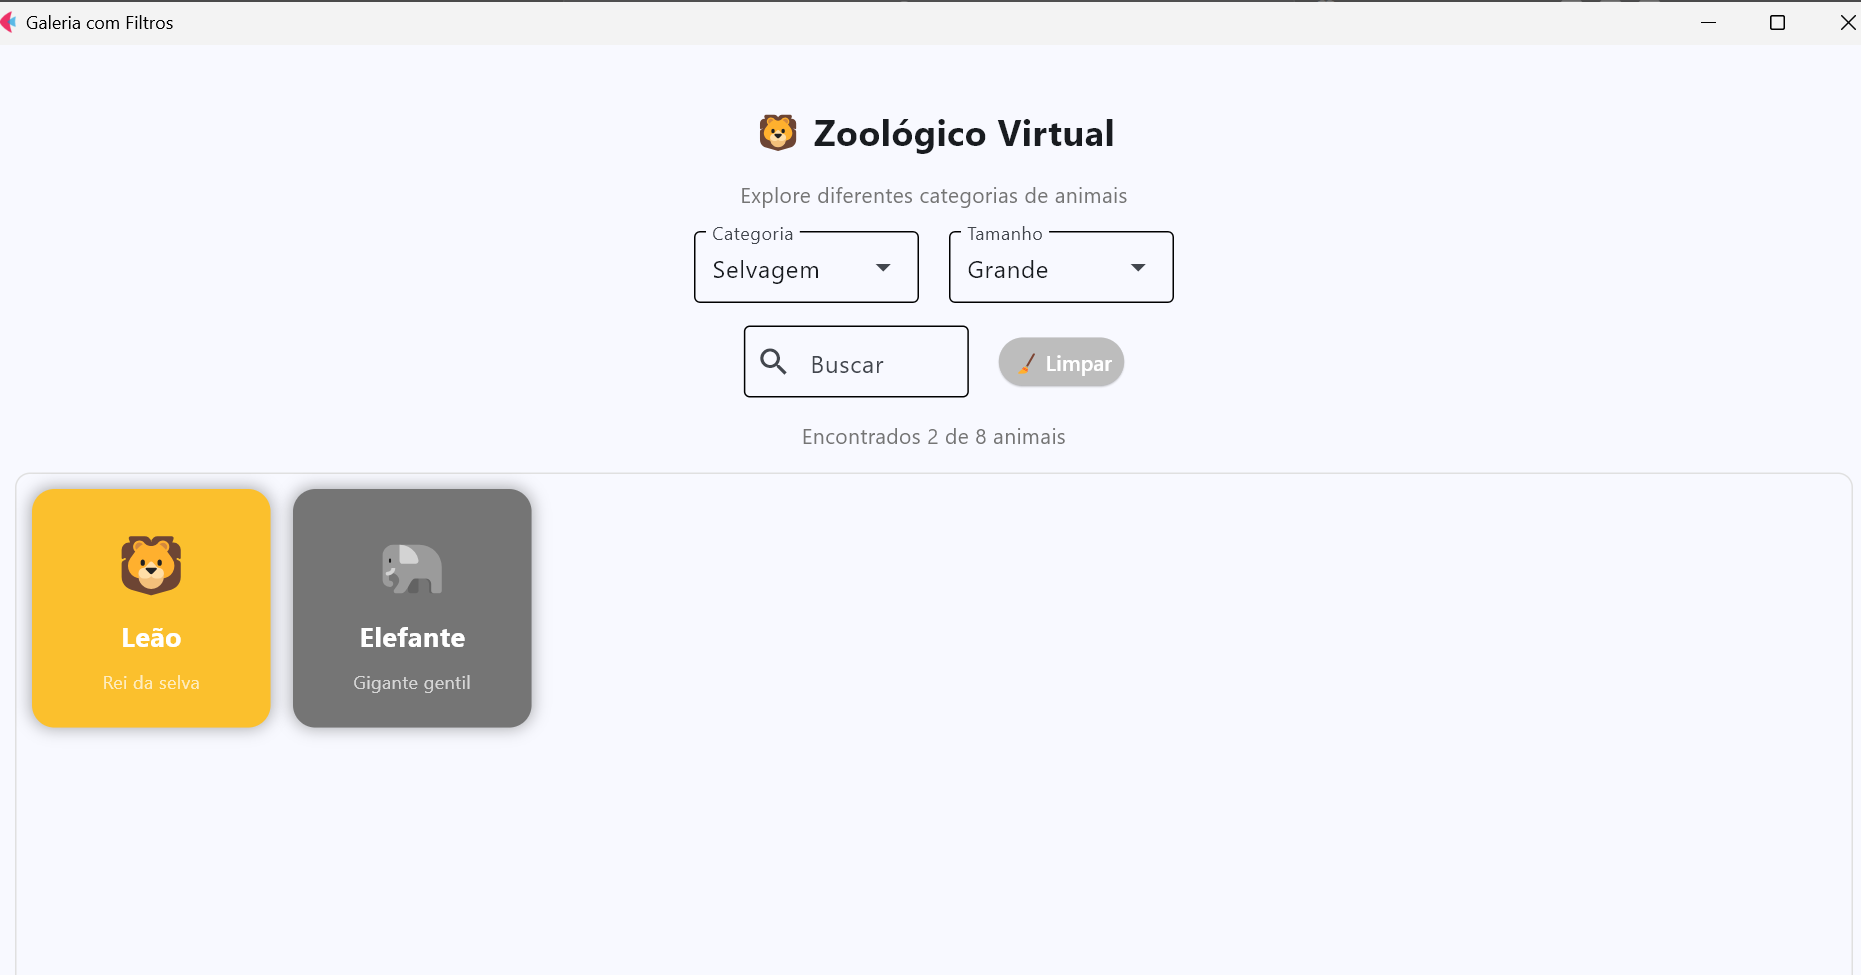 Galeria com Filtros
Zoológico Virtual
Explore diferentes categorias de animais
Categoria
Selvagem
Tamanho
Grande
Buscar
Limpar
Encontrados 2 de 8 animais
Leão
Rei da selva
Elefante
Gigante gentil